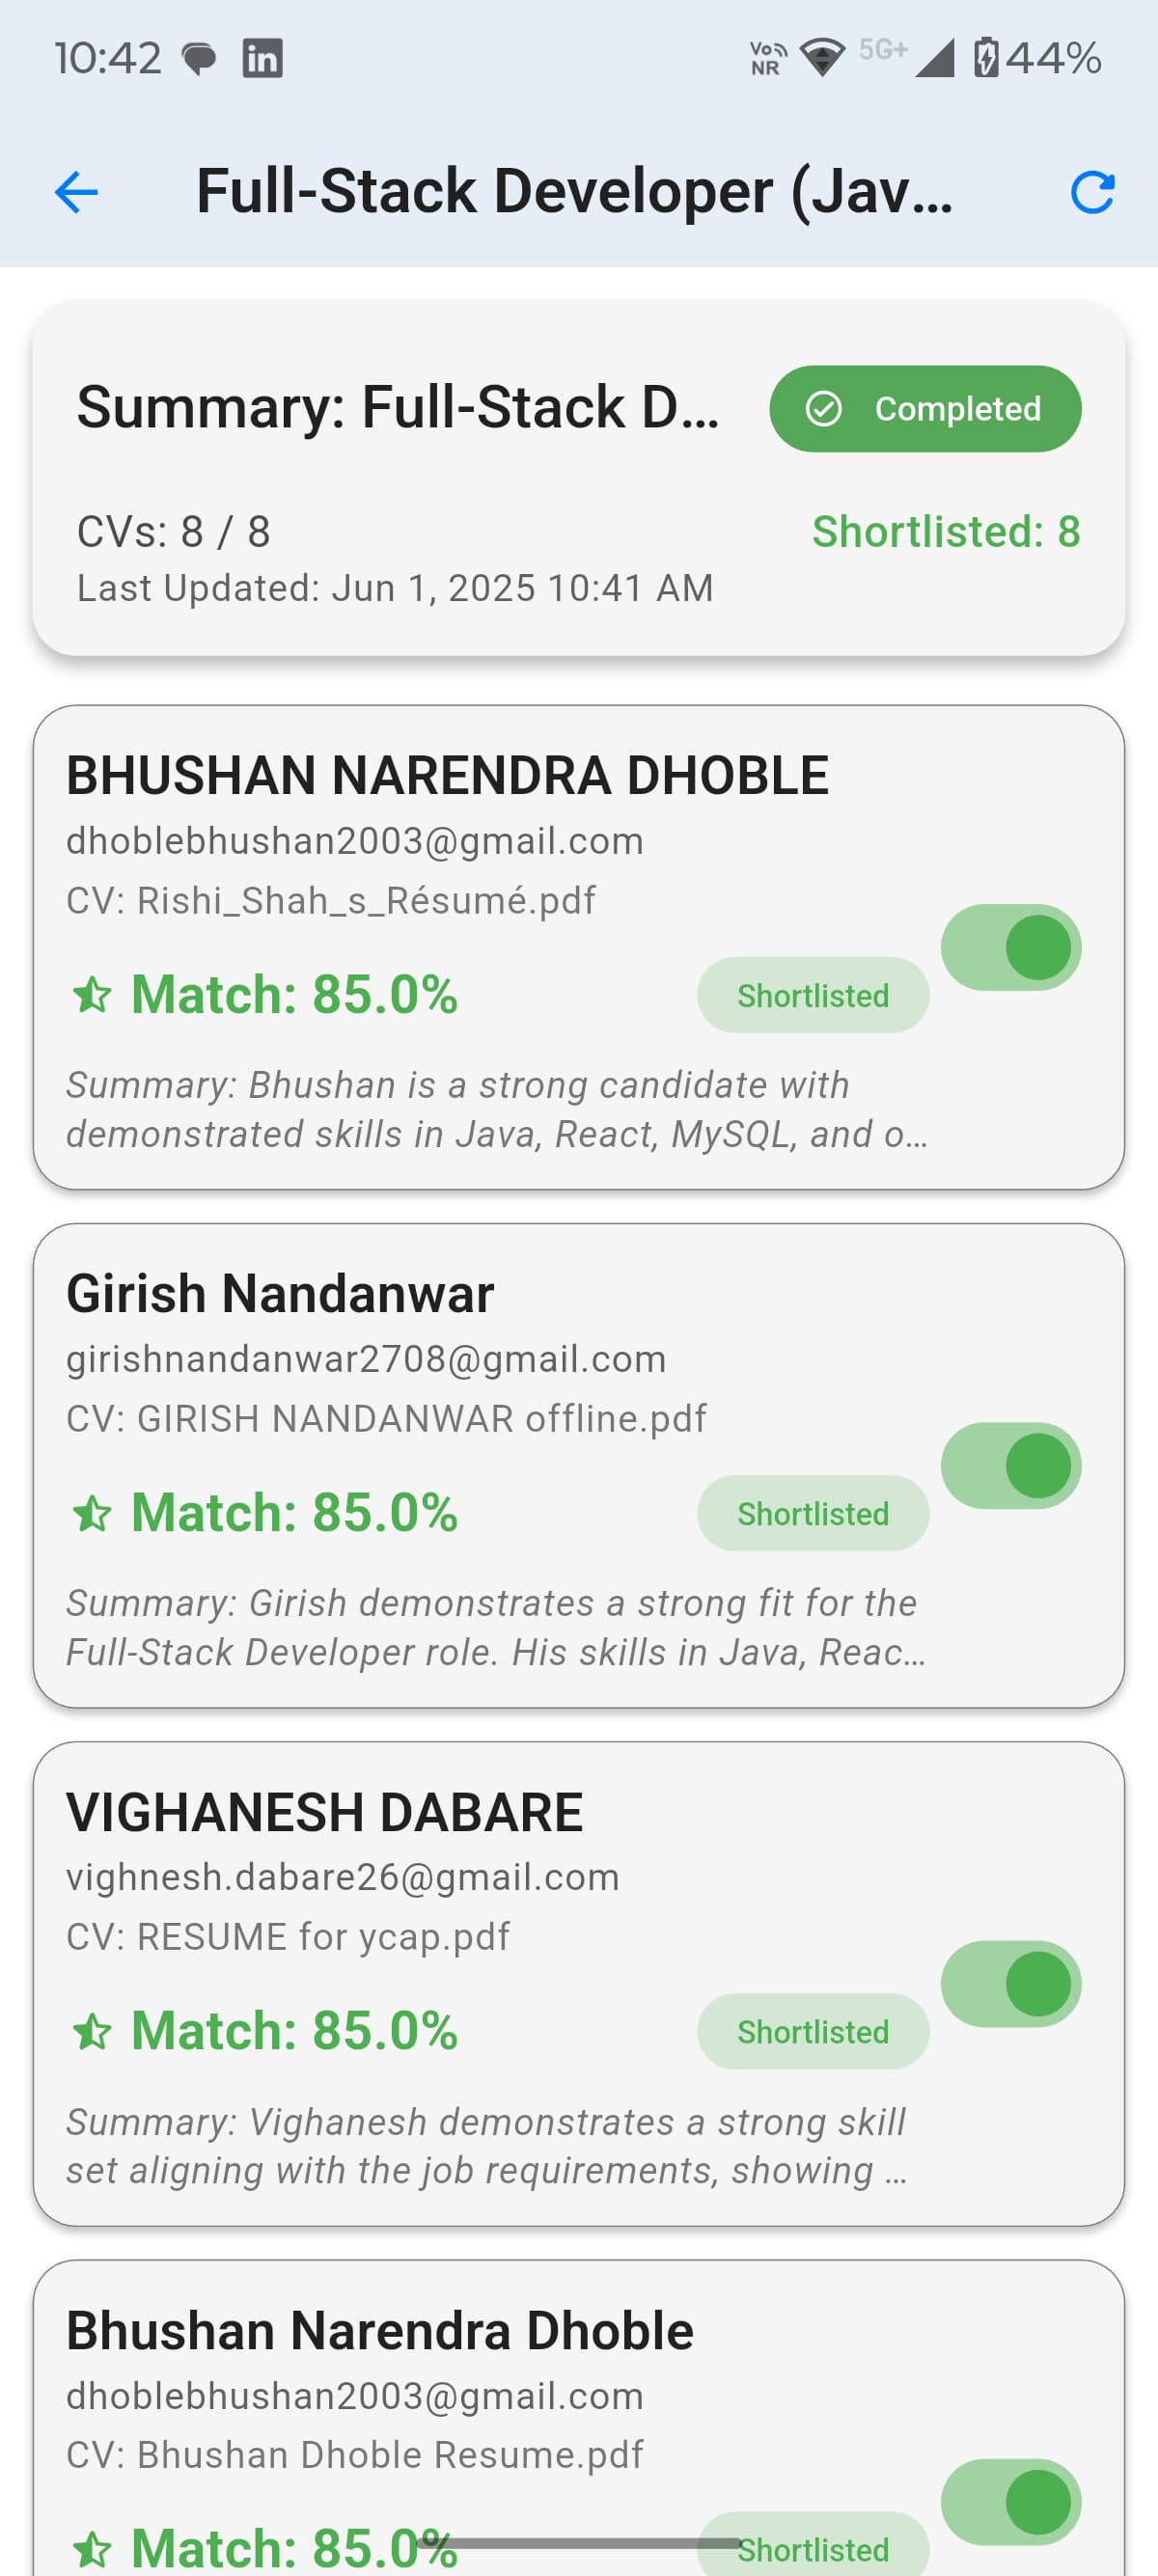 10:42
in
Vo NR
5G+
44%
Full-Stack Developer (Jav...
Summary: Full-Stack D...
Completed
CVs: 8 / 8
Shortlisted: 8
Last Updated: Jun 1, 2025 10:41 AM
BHUSHAN NARENDRA DHOBLE
dhoblebhushan2003@gmail.com
CV: Rishi_Shah_s_Résumé.pdf
Match: 85.0%
Shortlisted
Summary: Bhushan is a strong candidate with
demonstrated skills in Java, React, MySQL, and o...
Girish Nandanwar
girishnandanwar2708@gmail.com
CV: GIRISH NANDANWAR offline.pdf
Match: 85.0%
Shortlisted
Summary: Girish demonstrates a strong fit for the
Full-Stack Developer role. His skills in Java, Reac...
VIGHANESH DABARE
vighnesh.dabare26@gmail.com
CV: RESUME for ycap.pdf
Match: 85.0%
Shortlisted
Summary: Vighanesh demonstrates a strong skill
set aligning with the job requirements, showing ...
Bhushan Narendra Dhoble
dhoblebhushan2003@gmail.com
CV: Bhushan Dhoble Resume.pdf
Match: 85.0%
Shortlisted